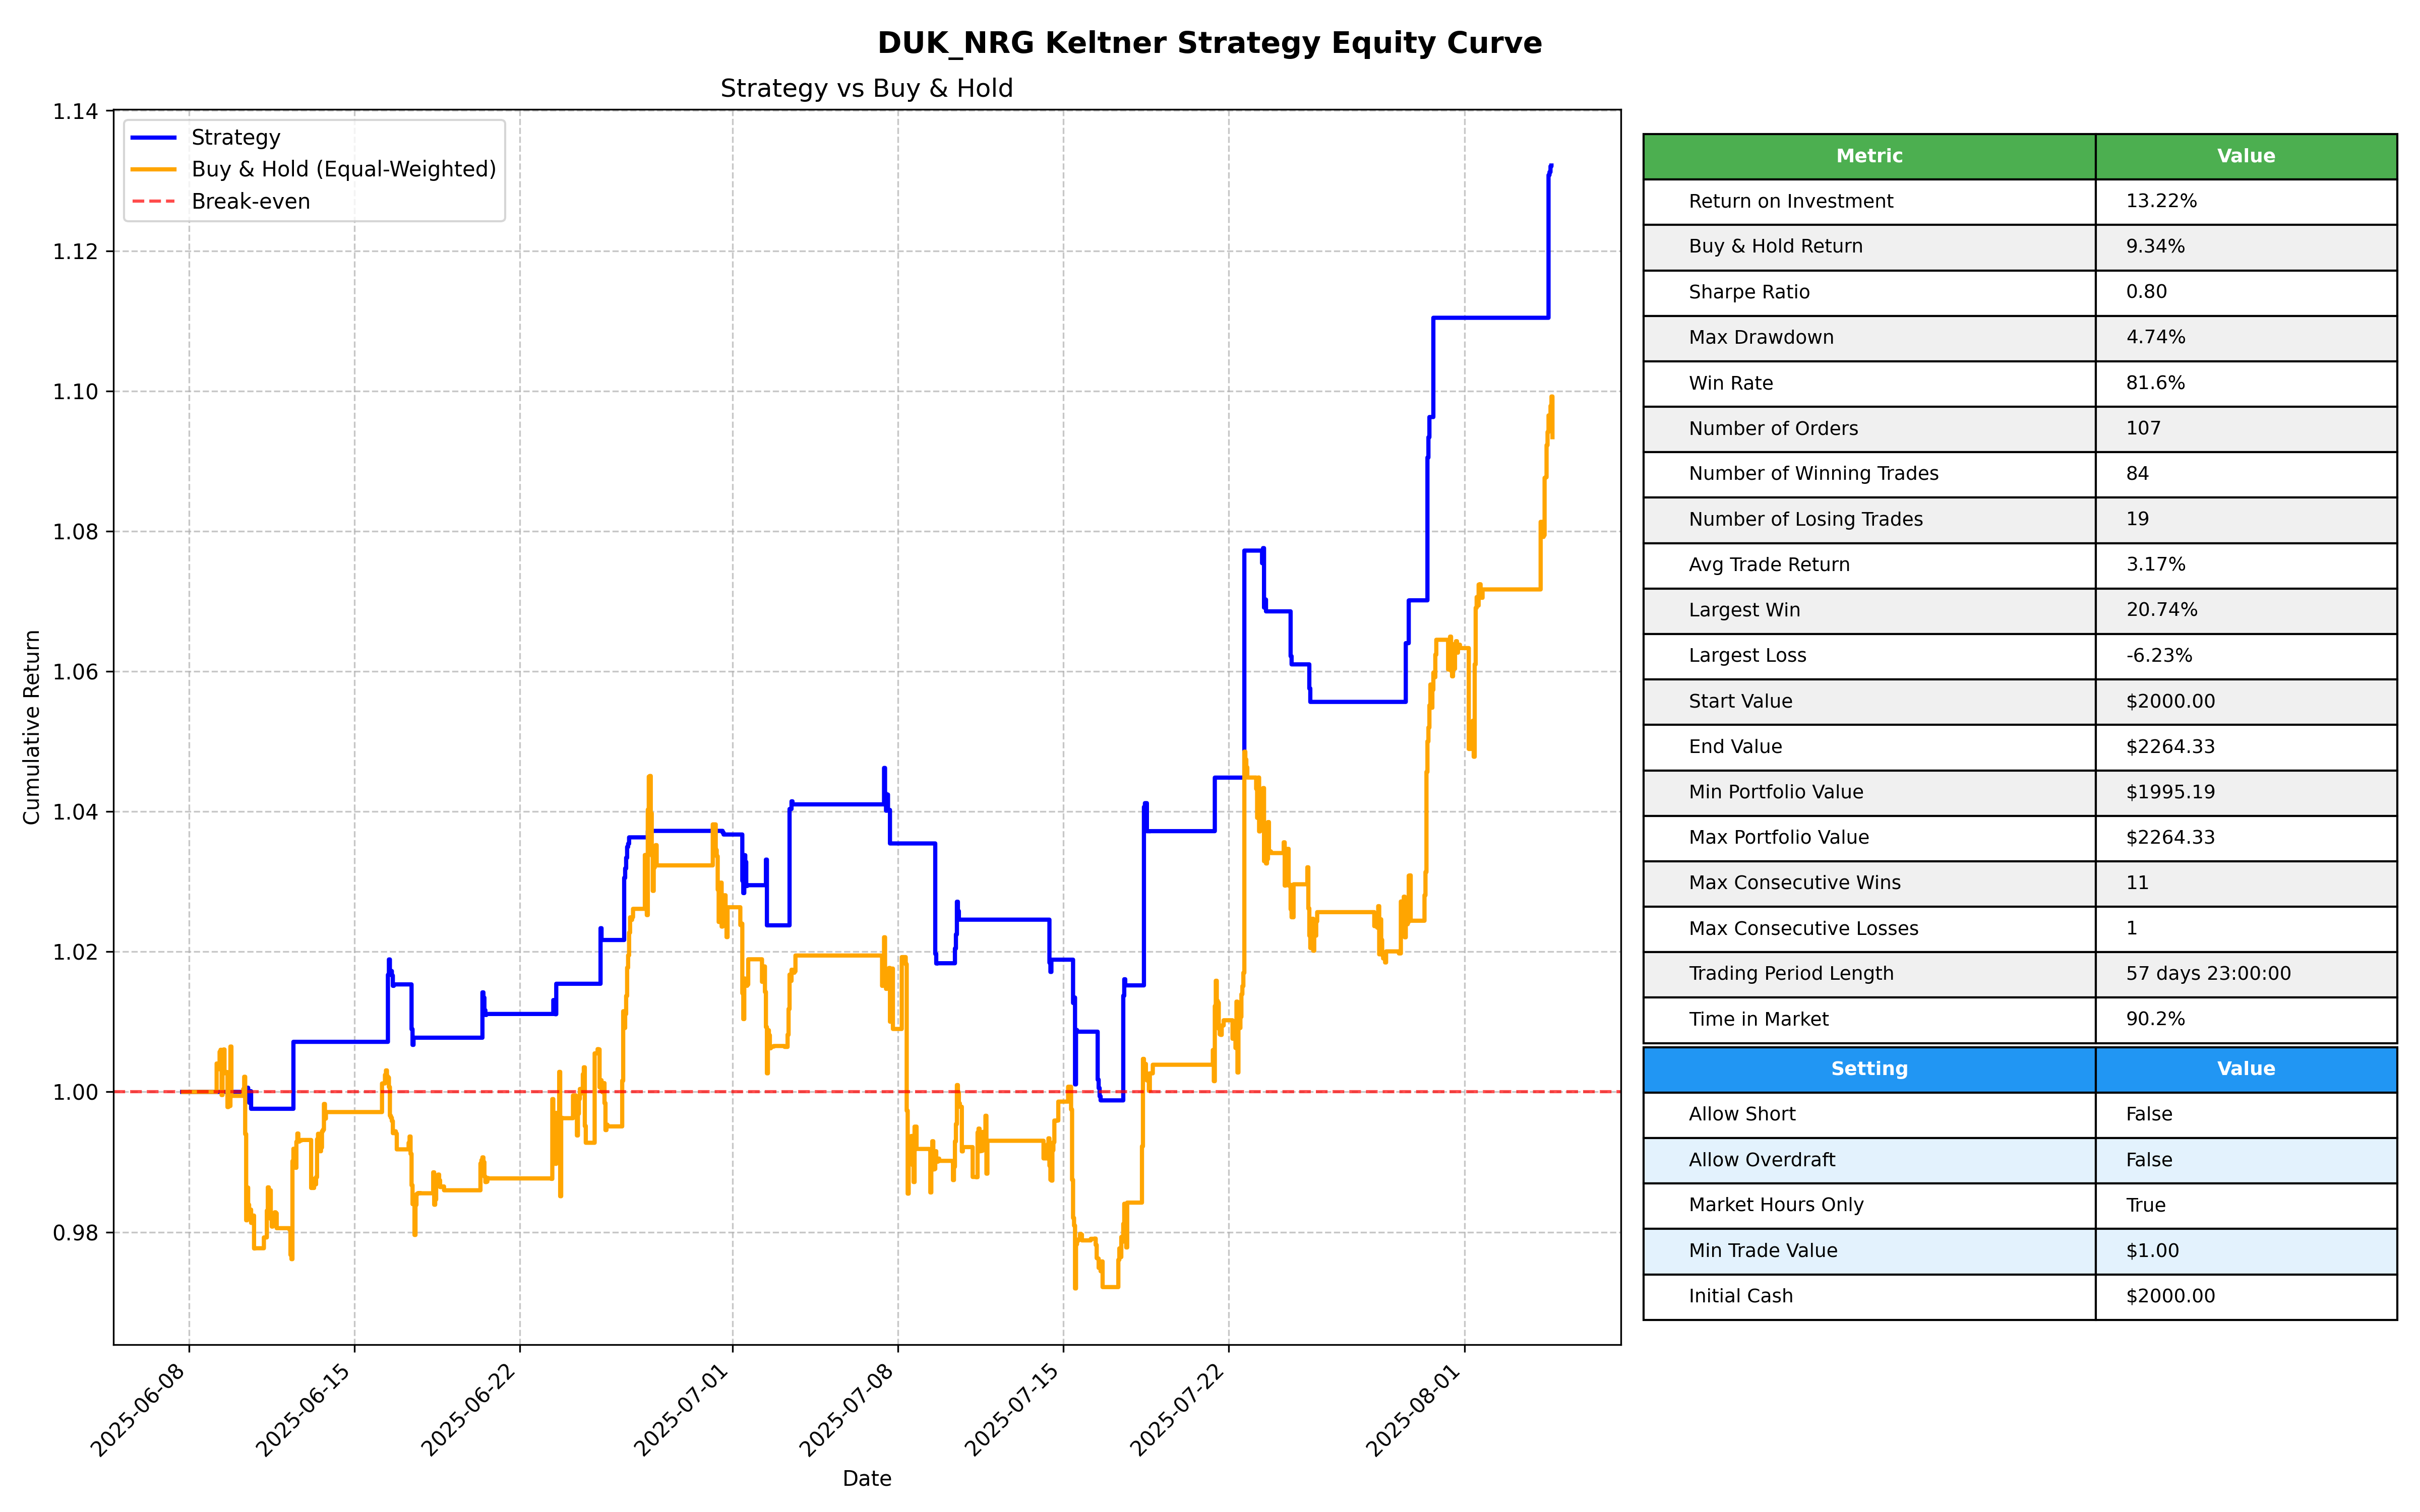 DUK_NRG Keltner Strategy Equity Curve
Strategy vs Buy & Hold
Strategy
Buy & Hold (Equal-Weighted)
Break-even
Cumulative Return
1.14
1.12
1.10
1.08
1.06
1.04
1.02
1.00
0.98
2025-06-08
2025-06-15
2025-06-22
2025-07-01
2025-07-08
2025-07-15
2025-07-22
2025-08-01
Date
Metric Value
Return on Investment 13.22%
Buy & Hold Return 9.34%
Sharpe Ratio 0.80
Max Drawdown 4.74%
Win Rate 81.6%
Number of Orders 107
Number of Winning Trades 84
Number of Losing Trades 19
Avg Trade Return 3.17%
Largest Win 20.74%
Largest Loss -6.23%
Start Value $2000.00
End Value $2264.33
Min Portfolio Value $1995.19
Max Portfolio Value $2264.33
Max Consecutive Wins 11
Max Consecutive Losses 1
Trading Period Length 57 days 23:00:00
Time in Market 90.2%
Setting Value
Allow Short False
Allow Overdraft False
Market Hours Only True
Min Trade Value $1.00
Initial Cash $2000.00